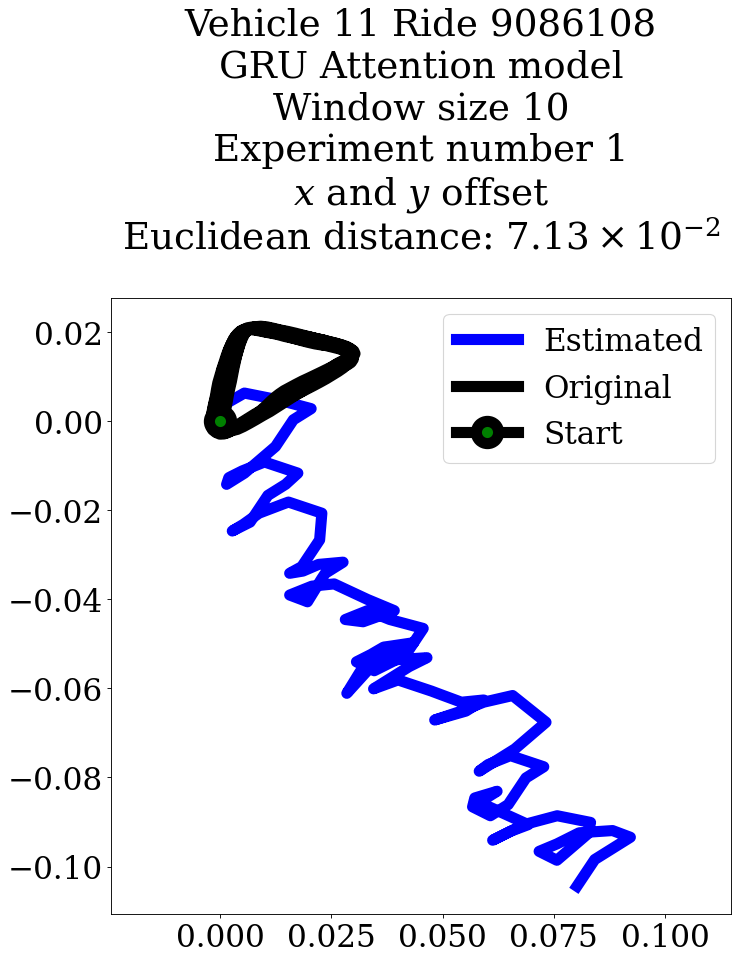 Vehicle 11 Ride 9086108
GRU Attention model
Window size 10
Experiment number 1
x and y offset
Euclidean distance: 7.13 × 10⁻²
Estimated
Original
Start
0.02
0.00
−0.02
−0.04
−0.06
−0.08
−0.10
0.000 0.025 0.050 0.075 0.100